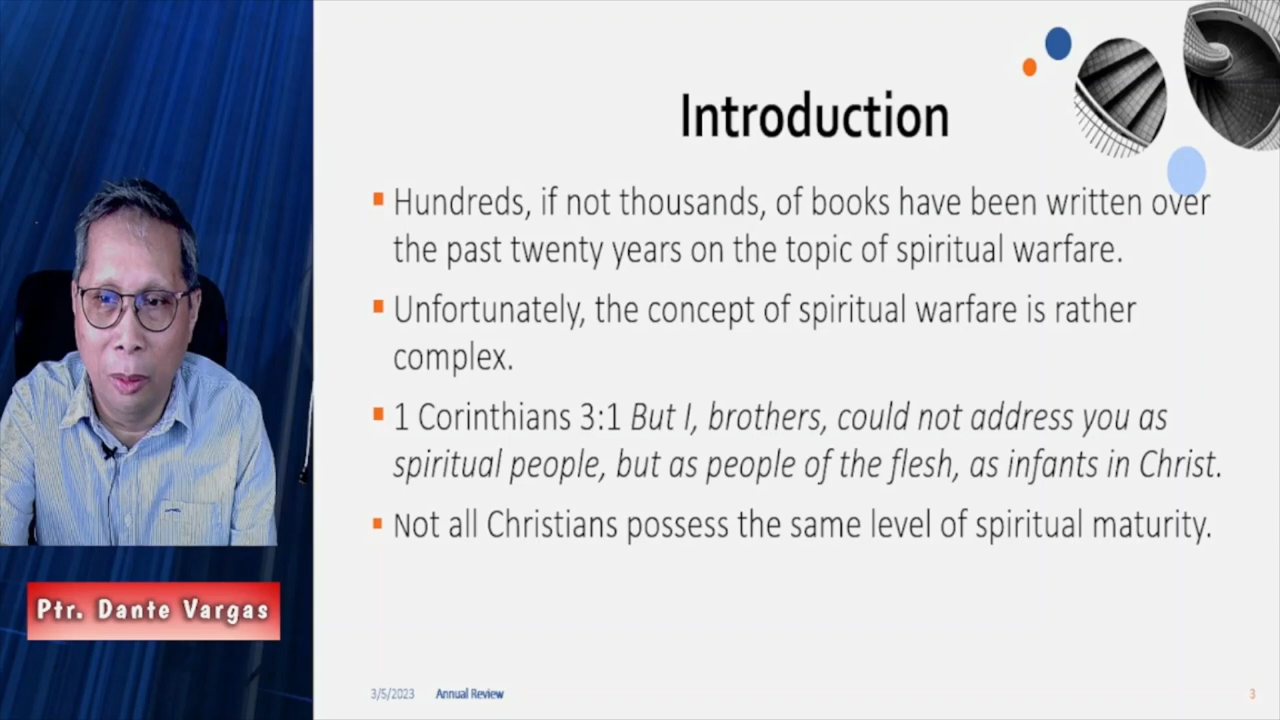 Introduction
▪ Hundreds, if not thousands, of books have been written over
the past twenty years on the topic of spiritual warfare.
▪ Unfortunately, the concept of spiritual warfare is rather
complex.
▪ 1 Corinthians 3:1 But I, brothers, could not address you as
spiritual people, but as people of the flesh, as infants in Christ.
▪ Not all Christians possess the same level of spiritual maturity.
Ptr. Dante Vargas
3/5/2023 Annual Review 3